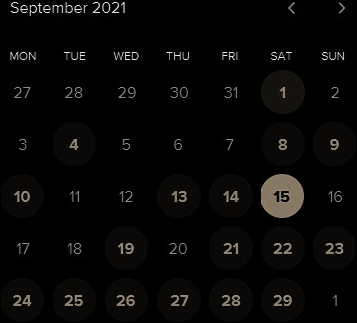 September 2021 < >
MON TUE WED THU FRI SAT SUN
27 28 29 30 31 1 2
3 4 5 6 7 8 9
10 11 12 13 14 15 16
17 18 19 20 21 22 23
24 25 26 27 28 29 1